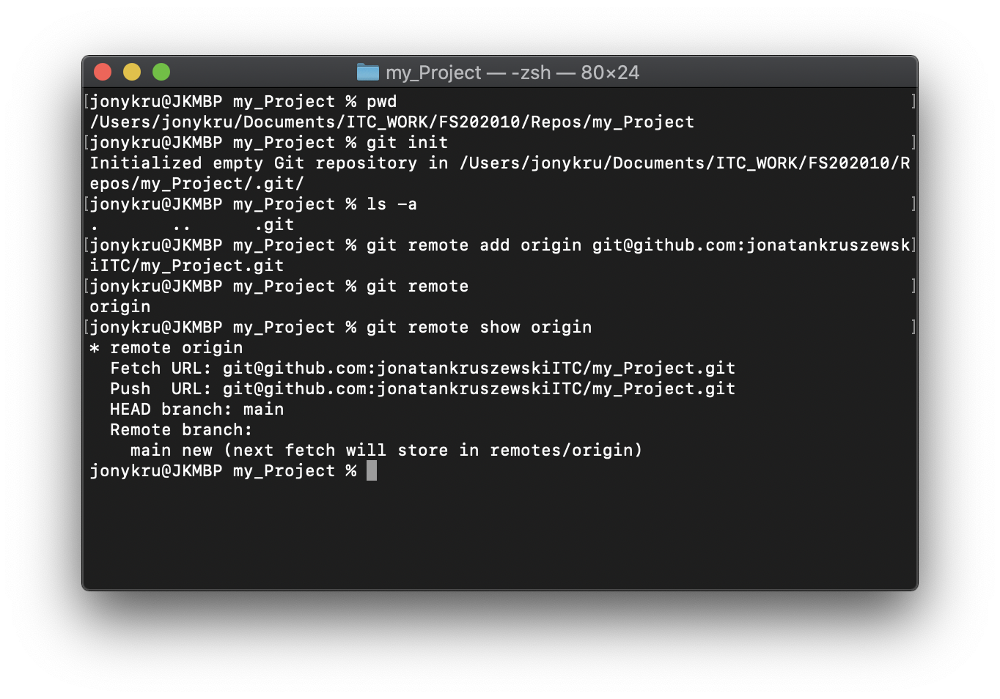 my_Project — -zsh — 80×24
[jonykru@JKMBP my_Project % pwd ]
/Users/jonykru/Documents/ITC_WORK/FS202010/Repos/my_Project
[jonykru@JKMBP my_Project % git init ]
Initialized empty Git repository in /Users/jonykru/Documents/ITC_WORK/FS202010/R
epos/my_Project/.git/
[jonykru@JKMBP my_Project % ls -a ]
.       ..      .git
[jonykru@JKMBP my_Project % git remote add origin git@github.com:jonatankruszewsk]
iITC/my_Project.git
[jonykru@JKMBP my_Project % git remote ]
origin
[jonykru@JKMBP my_Project % git remote show origin ]
* remote origin
  Fetch URL: git@github.com:jonatankruszewskiITC/my_Project.git
  Push  URL: git@github.com:jonatankruszewskiITC/my_Project.git
  HEAD branch: main
  Remote branch:
    main new (next fetch will store in remotes/origin)
jonykru@JKMBP my_Project %